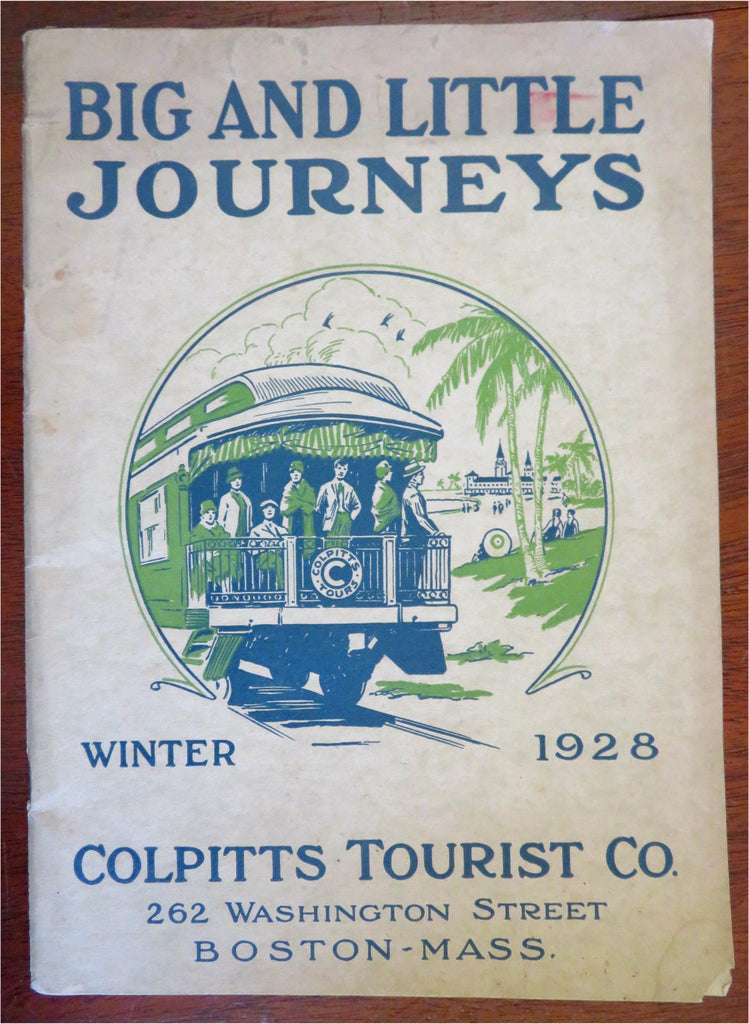 BIG AND LITTLE
JOURNEYS
COLPITTS
C
TOURS
WINTER 1928
COLPITTS TOURIST CO.
262 WASHINGTON STREET
BOSTON-MASS.